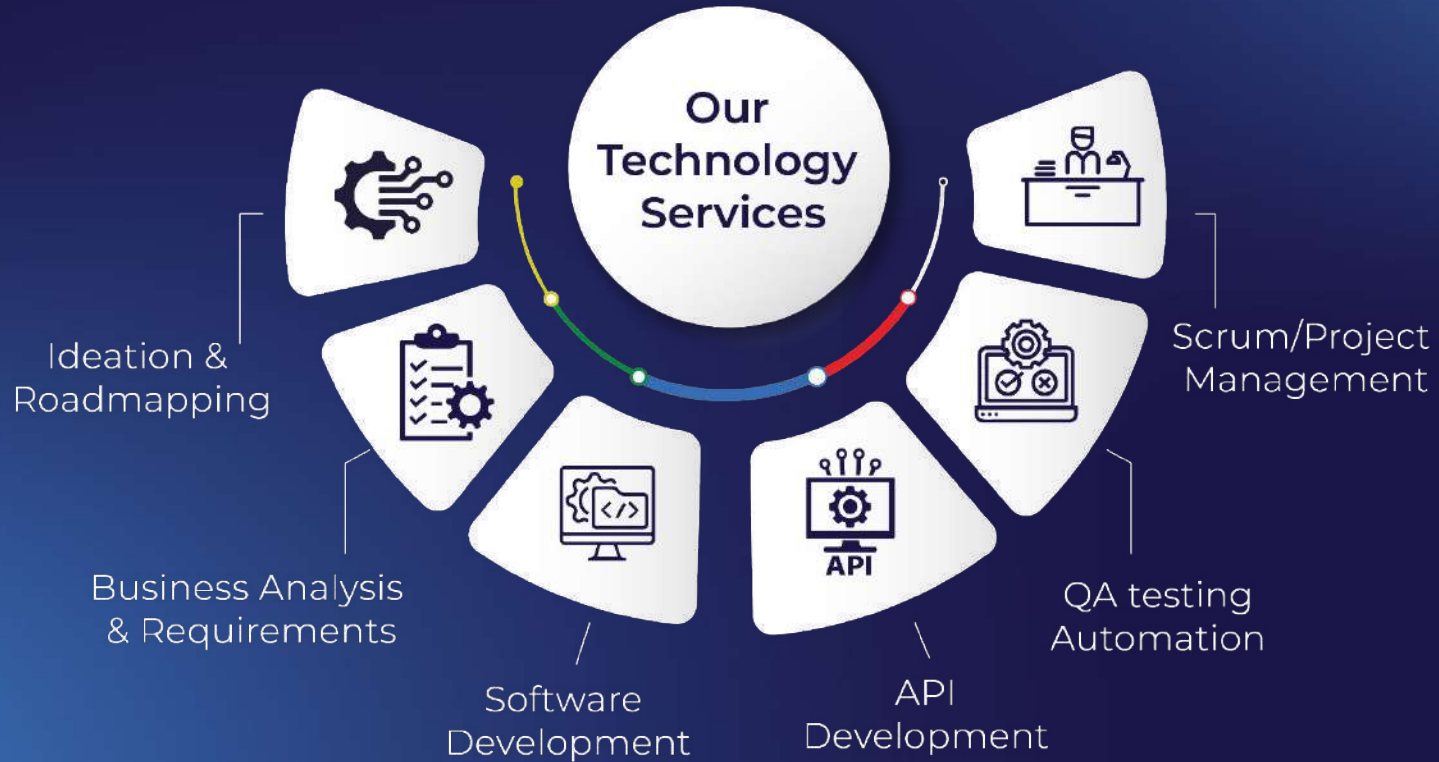 Our
Technology
Services
Ideation &
Roadmapping
Business Analysis
& Requirements
Software
Development
API
API
Development
QA testing
Automation
Scrum/Project
Management